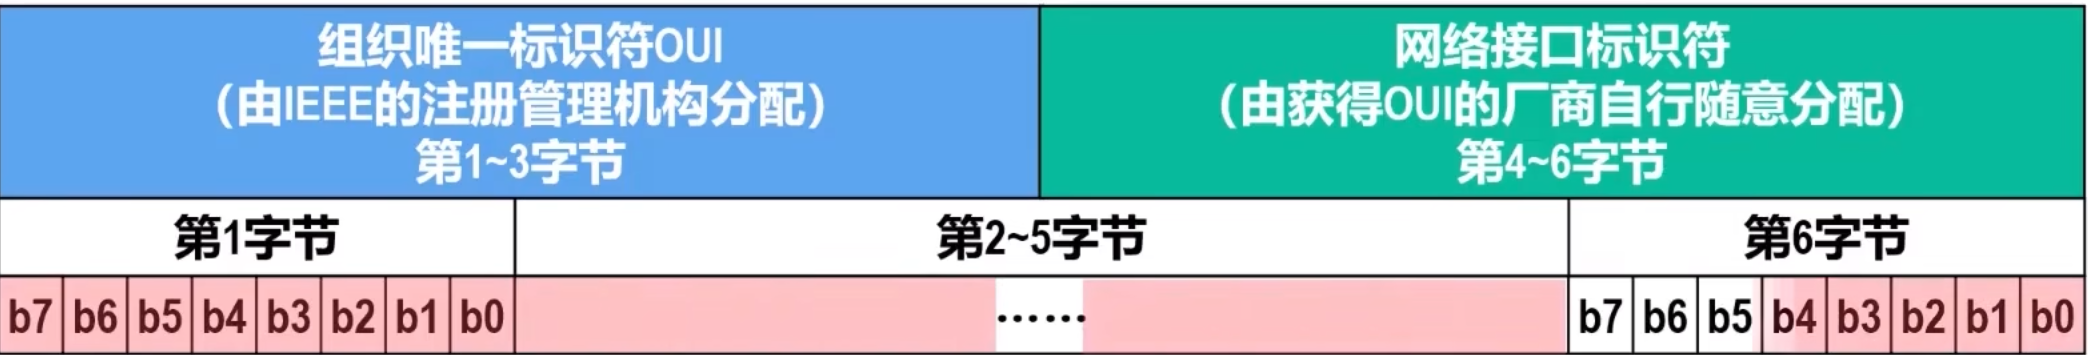 组织唯一标识符OUI
（由IEEE的注册管理机构分配）
第1~3字节
网络接口标识符
（由获得OUI的厂商自行随意分配）
第4~6字节
第1字节
第2~5字节
第6字节
b7 b6 b5 b4 b3 b2 b1 b0 …… b7 b6 b5 b4 b3 b2 b1 b0